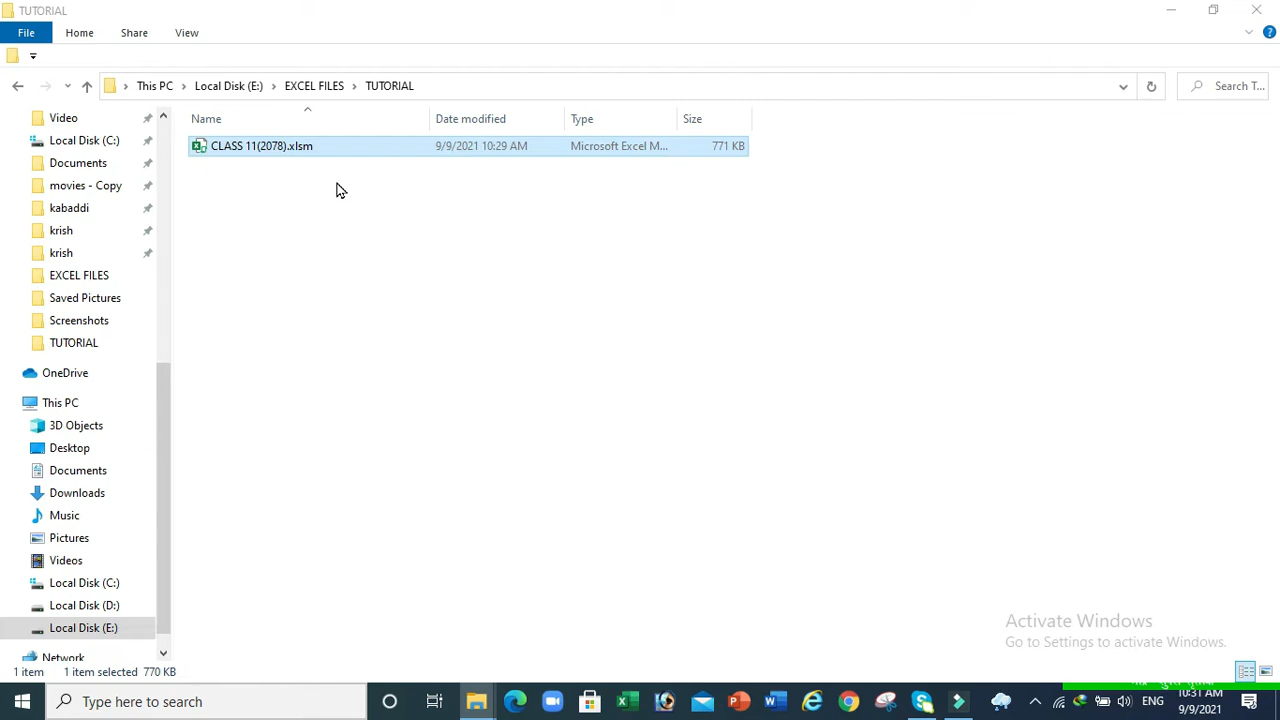 TUTORIAL
File Home Share View
This PC Local Disk (E:) EXCEL FILES TUTORIAL Search T...
Name Date modified Type Size
CLASS 11(2078).xlsm 9/9/2021 10:29 AM Microsoft Excel M... 771 KB
Video
Local Disk (C:)
Documents
movies - Copy
kabaddi
krish
krish
EXCEL FILES
Saved Pictures
Screenshots
TUTORIAL
OneDrive
This PC
3D Objects
Desktop
Documents
Downloads
Music
Pictures
Videos
Local Disk (C:)
Local Disk (D:)
Local Disk (E:)
Network
Activate Windows
Go to Settings to activate Windows.
1 item 1 item selected 770 KB
Type here to search
ENG
10:31 AM
9/9/2021